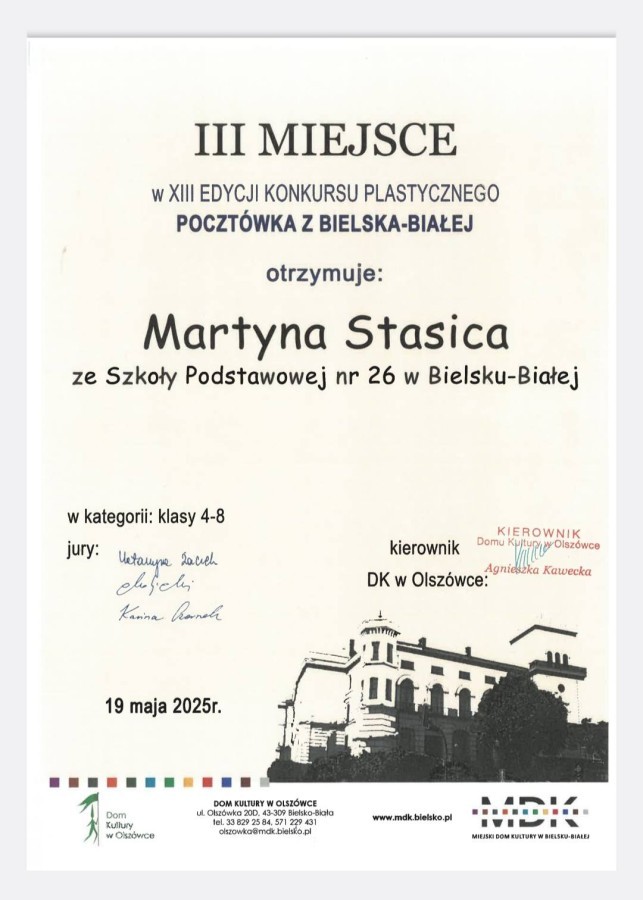 III MIEJSCE
w XIII EDYCJI KONKURSU PLASTYCZNEGO
POCZTÓWKA Z BIELSKA-BIAŁEJ
otrzymuje:
Martyna Stasica
ze Szkoły Podstawowej nr 26 w Bielsku-Białej
w kategorii: klasy 4-8
jury:
Katarzyna
Karina
kierownik
DK w Olszówce:
KIEROWNIK
Domu Kultury w Olszówce
Agnieszka Kawecka
19 maja 2025r.
Dom
Kultury
w Olszówce
DOM KULTURY W OLSZÓWCE
ul. Olszówka 20D, 43-309 Bielsko-Biała
tel. 33 829 25 84, 571 229 431
olszowka@mdk.bielsko.pl
www.mdk.bielsko.pl
MDK
MIEJSKI DOM KULTURY W BIELSKU-BIAŁEJ